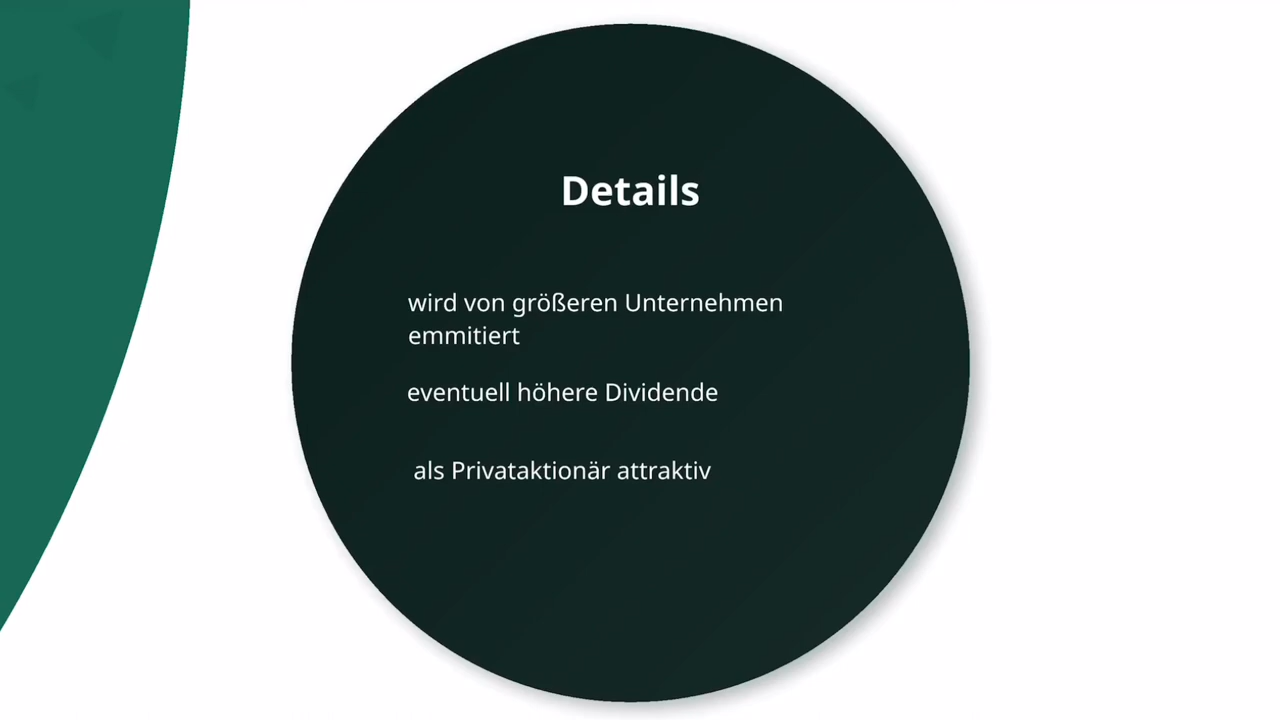 Details
wird von größeren Unternehmen
emmitiert
eventuell höhere Dividende
als Privataktionär attraktiv